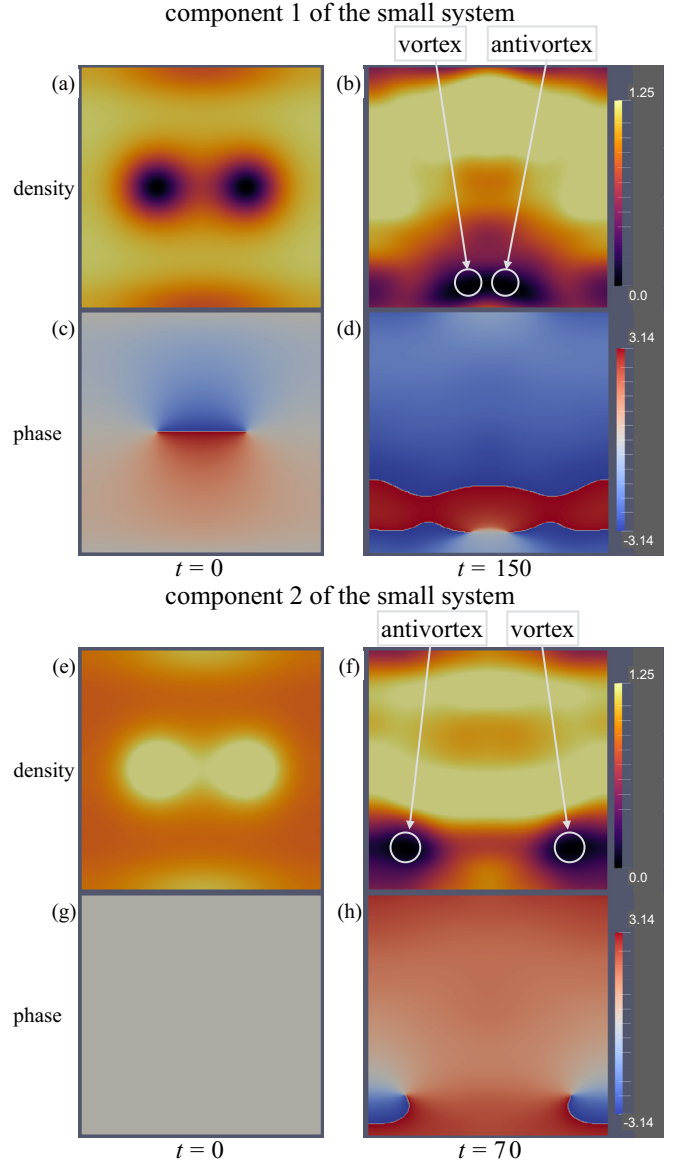 component 1 of the small system
vortex antivortex
(a) (b)
1.25
density
0.0
(c) (d)
3.14
phase
-3.14
t = 0 t = 150
component 2 of the small system
antivortex vortex
(e) (f)
1.25
density
0.0
(g) (h)
3.14
phase
-3.14
t = 0 t = 70